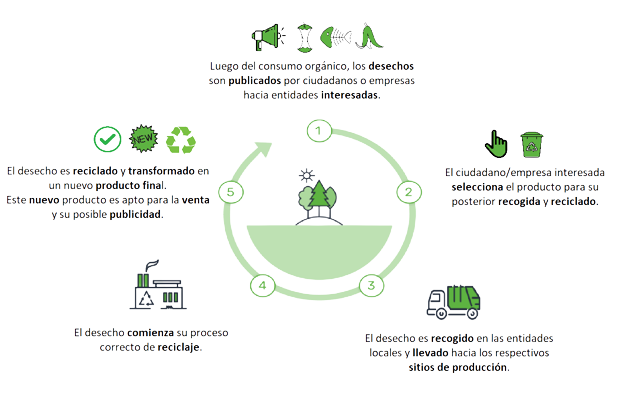 Luego del consumo orgánico, los desechos
son publicados por ciudadanos o empresas
hacia entidades interesadas.
1
NEW
El desecho es reciclado y transformado en
un nuevo producto final.
Este nuevo producto es apto para la venta
y su posible publicidad.
5
2
El ciudadano/empresa interesada
selecciona el producto para su
posterior recogida y reciclado.
4
3
El desecho comienza su proceso
correcto de reciclaje.
El desecho es recogido en las entidades
locales y llevado hacia los respectivos
sitios de producción.